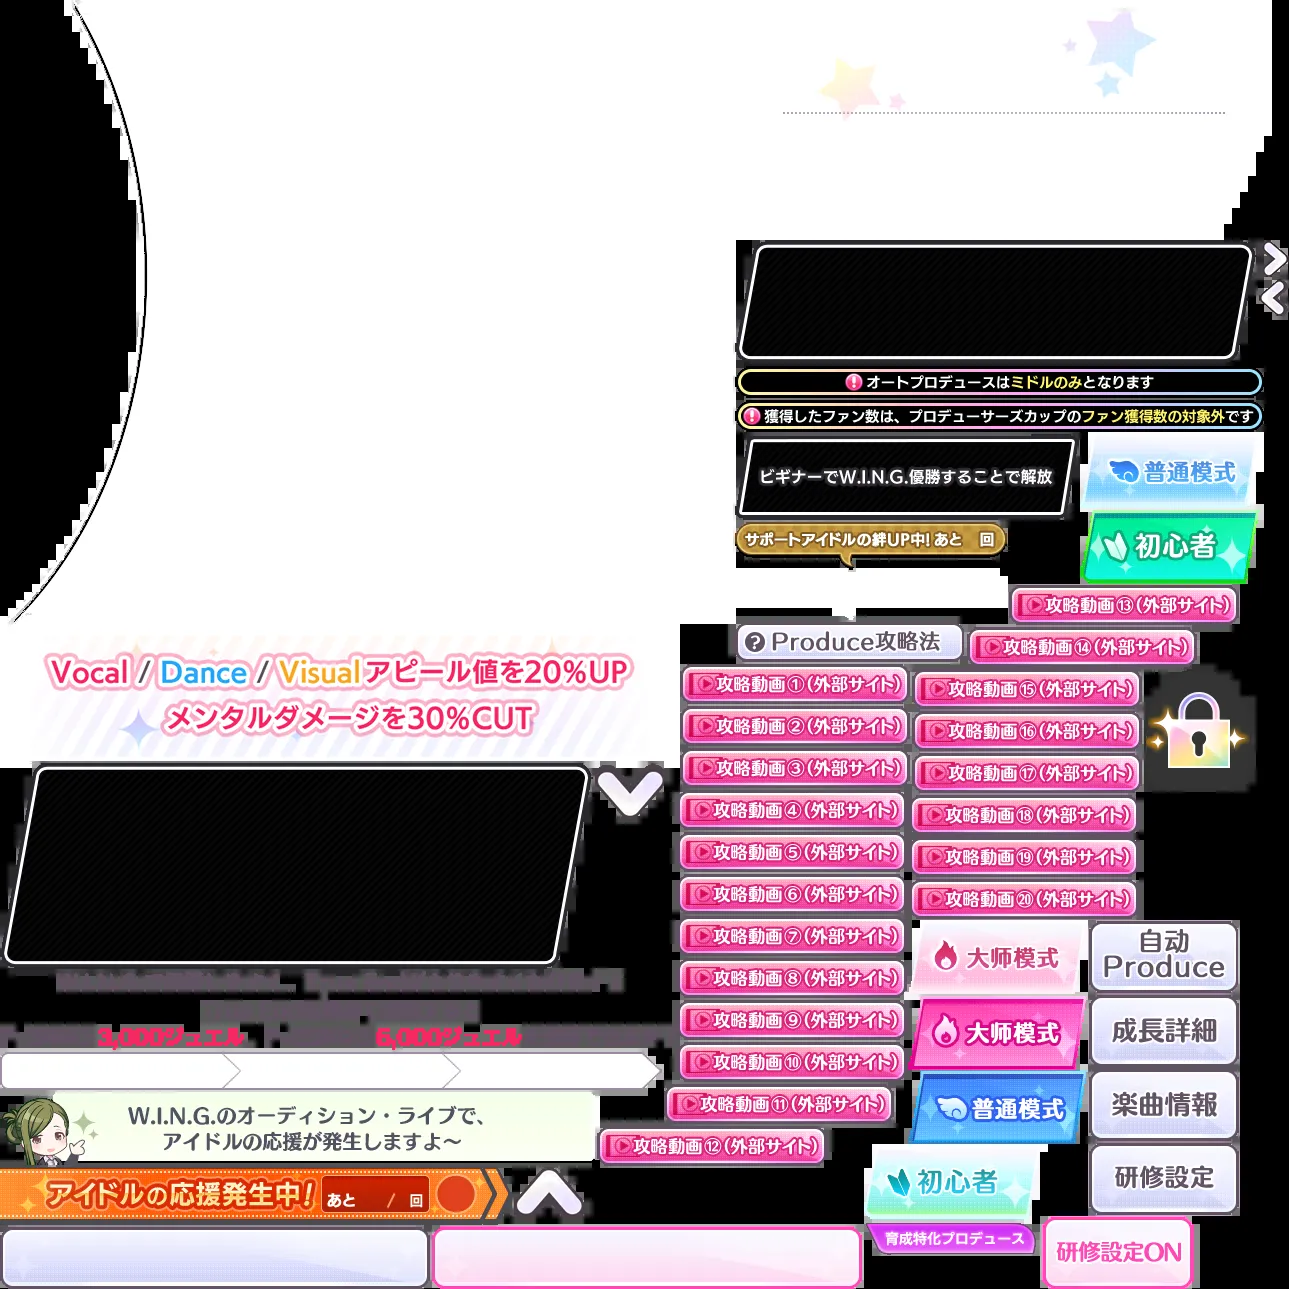 オートプロデュースはミドルのみとなります
獲得したファン数は、プロデューサーズカップのファン獲得数の対象外です
ビギナーでW.I.N.G.優勝することで解放
普通模式
サポートアイドルの絆UP中!あと 回
初心者
攻略動画⑬(外部サイト)
Produce攻略法
攻略動画⑭(外部サイト)
Vocal / Dance / Visualアピール値を20%UP
メンタルダメージを30%CUT
攻略動画①(外部サイト)
攻略動画⑮(外部サイト)
攻略動画②(外部サイト)
攻略動画⑯(外部サイト)
攻略動画③(外部サイト)
攻略動画⑰(外部サイト)
攻略動画④(外部サイト)
攻略動画⑱(外部サイト)
攻略動画⑤(外部サイト)
攻略動画⑲(外部サイト)
攻略動画⑥(外部サイト)
攻略動画⑳(外部サイト)
攻略動画⑦(外部サイト)
攻略動画⑧(外部サイト)
攻略動画⑨(外部サイト)
攻略動画⑩(外部サイト)
攻略動画⑪(外部サイト)
攻略動画⑫(外部サイト)
大师模式
自动
Produce
大师模式
成長詳細
普通模式
楽曲情報
初心者
研修設定
3,000ジュエル
6,000ジュエル
W.I.N.G.のオーディション・ライブで、
アイドルの応援が発生しますよ～
アイドルの応援発生中! あと / 回
育成特化プロデュース
研修設定ON